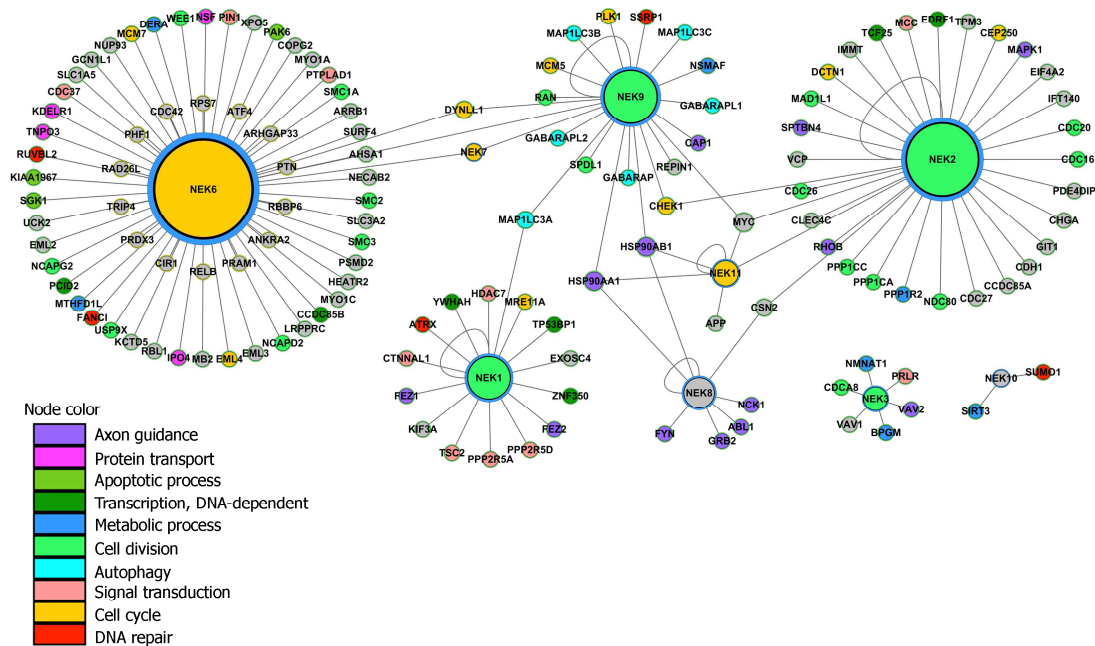 WEE1
NSF
PIN1
XPO5
DERA
PAK6
MCM7
COPG2
NUP93
MYO1A
GCN1L1
PTPLAD1
SLC1A5
SMC1A
CDC37
RPS7
CDC42
ATF4
ARRB1
KDELR1
PHF1
ARHGAP33
SURF4
TNPO3
AHSA1
RUVBL2
RAD26L
PTN
NECAB2
KIAA1967
NEK6
SMC2
SGK1
TRIP4
RBBP6
SLC3A2
UCK2
PRDX3
ANKRA2
SMC3
EML2
CIR1
RELB
PRAM1
PSMD2
NCAPG2
HEATR2
PCID2
MYO1C
MTHFD1L
CCDC85B
FANCI
LRPPRC
USP9X
NCAPD2
KCTD5
EML3
RBL1
IPO4
MB2
EML4
PLK1
SSRP1
MAP1LC3B
MAP1LC3C
MCM5
NSMAF
RAN
NEK9
GABARAPL1
DYNLL1
GABARAPL2
CAP1
NEK7
SPDL1
GABARAP
REPIN1
CHEK1
MAP1LC3A
MYC
HSP90AB1
HSP90AA1
NEK11
APP
CSN2
MCC
EDRF1
TPM3
TCF25
CEP250
IMMT
MAPK1
DCTN1
EIF4A2
MAD1L1
IFT140
SPTBN4
CDC20
VCP
NEK2
CDC16
CDC26
PDE4DIP
CLEC4C
CHGA
RHOB
GIT1
PPP1CC
CDH1
PPP1CA
CCDC85A
PPP1R2
CDC27
NDC80
HDAC7
YWHAH
MRE11A
ATRX
TP53BP1
CTNNAL1
EXOSC4
NEK1
FEZ1
ZNF350
KIF3A
FEZ2
TSC2
PPP2R5A
PPP2R5D
NEK8
NCK1
FYN
ABL1
GRB2
NMNAT1
PRLR
CDCA8
NEK3
VAV2
VAV1
BPGM
NEK10
SUMO1
SIRT3
Node color
Axon guidance
Protein transport
Apoptotic process
Transcription, DNA-dependent
Metabolic process
Cell division
Autophagy
Signal transduction
Cell cycle
DNA repair